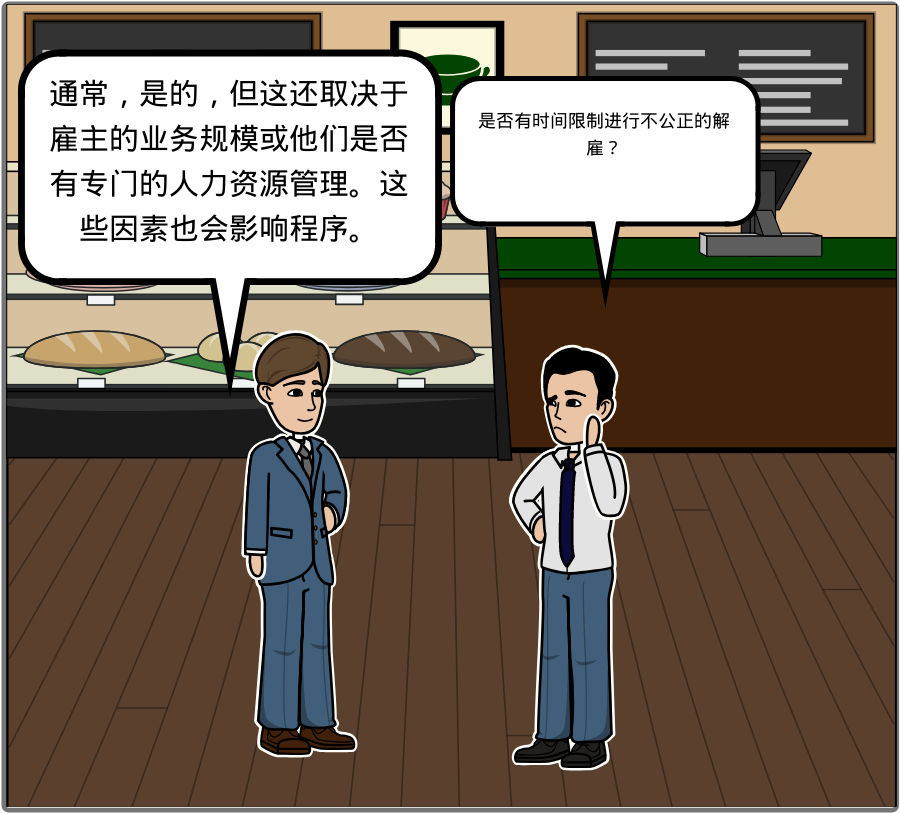 通常，是的，但这还取决于
雇主的业务规模或他们是否
有专门的人力资源管理。这
些因素也会影响程序。
是否有时间限制进行不公正的解
雇？